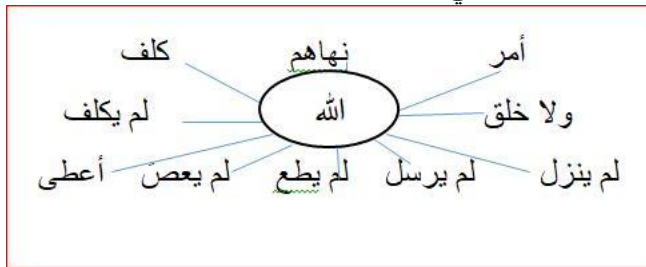 أمر نهاهم كلف
الله
ولا خلق لم يكلف
لم ينزل لم يرسل لم يطع لم يعص أعطى